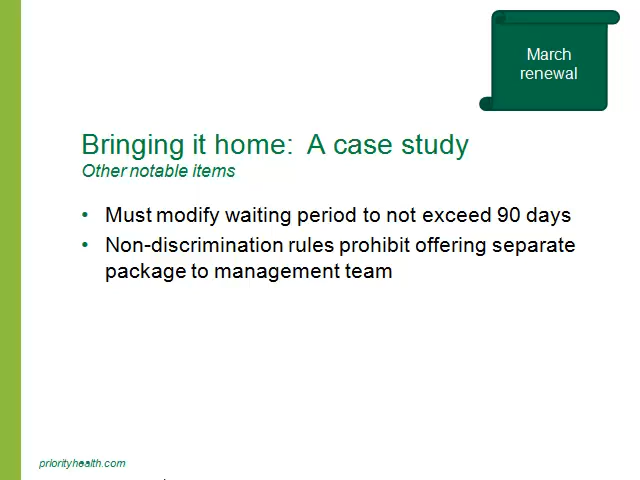 March
renewal
Bringing it home:  A case study
Other notable items
• Must modify waiting period to not exceed 90 days
• Non-discrimination rules prohibit offering separate
package to management team
priorityhealth.com